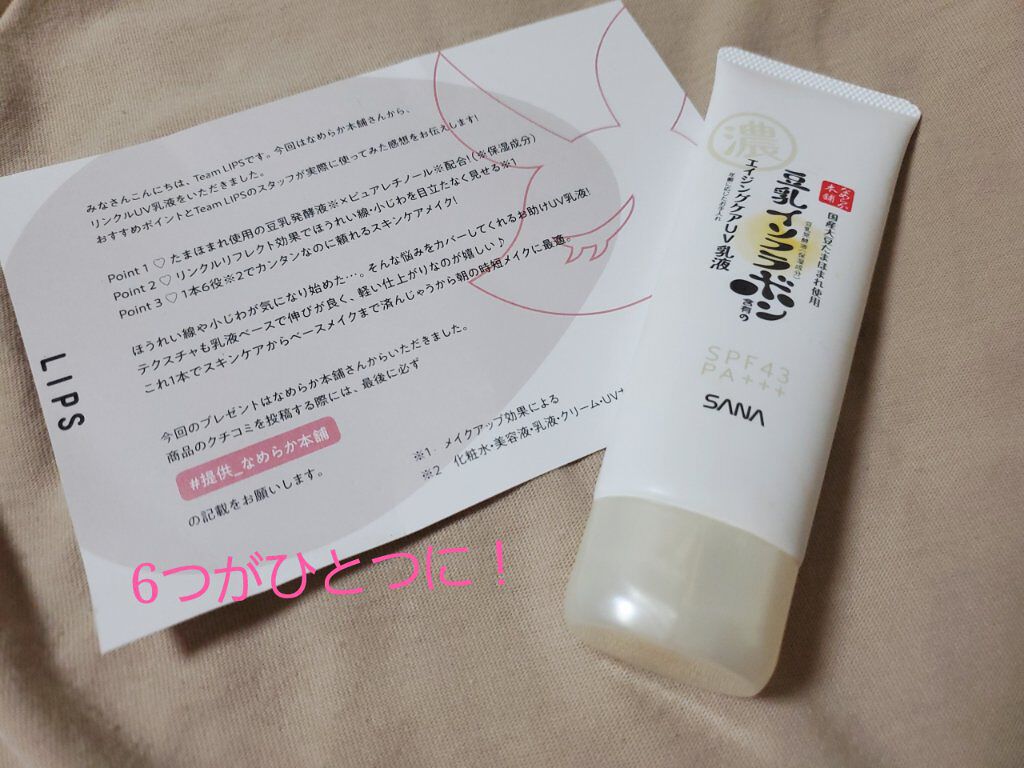 みなさんこんにちは、Team LIPSです。今回はなめらか本舗さんから、
リンクルUV乳液をいただきました。
おすすめポイントとTeam LIPSのスタッフが実際に使ってみた感想をお伝えします!
Point 1 ♡ たまほまれ使用の豆乳発酵液※×ピュアレチノール※配合!(※保湿成分)
Point 2 ♡ リンクルリフレクト効果でほうれい線・小じわを目立たなく見せる※1
Point 3 ♡ 1本6役※2でカンタンなのに頼れるスキンケアメイク!
ほうれい線や小じわが気になり始めた…。そんな悩みをカバーしてくれるお助けUV乳液!
テクスチャも乳液ベースで伸びが良く、軽い仕上がりなのが嬉しい♪
これ1本でスキンケアからベースメイクまで済んじゃうから朝の時短メイクに最適。
今回のプレゼントはなめらか本舗さんからいただきました。
商品のクチコミを投稿する際には、最後に必ず
#提供_なめらか本舗
の記載をお願いします。
※1 メイクアップ効果による
※2 化粧水・美容液・乳液・クリーム・UV
LIPS
6つがひとつに!
濃
なめらか本舗
国産大豆たまほまれ使用
豆乳イソフラボン
含有の
エイジングケアUV乳液
SPF43
PA+++
SANA